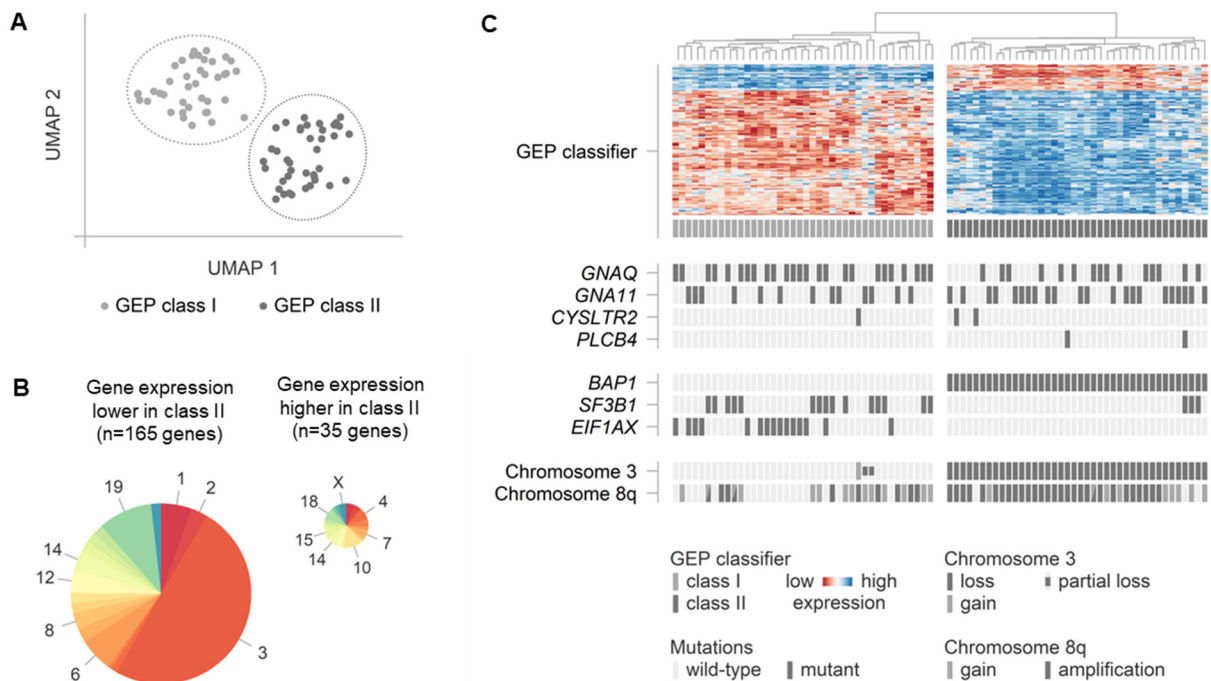 A
UMAP 2
UMAP 1
GEP class I
GEP class II
B
Gene expression
lower in class II
(n=165 genes)
Gene expression
higher in class II
(n=35 genes)
19
1
2
14
12
8
6
3
X
18
4
15
7
14
10
C
GEP classifier
GNAQ
GNA11
CYSLTR2
PLCB4
BAP1
SF3B1
EIF1AX
Chromosome 3
Chromosome 8q
GEP classifier
class I
class II
low high
expression
Chromosome 3
loss
partial loss
gain
Mutations
wild-type
mutant
Chromosome 8q
gain
amplification